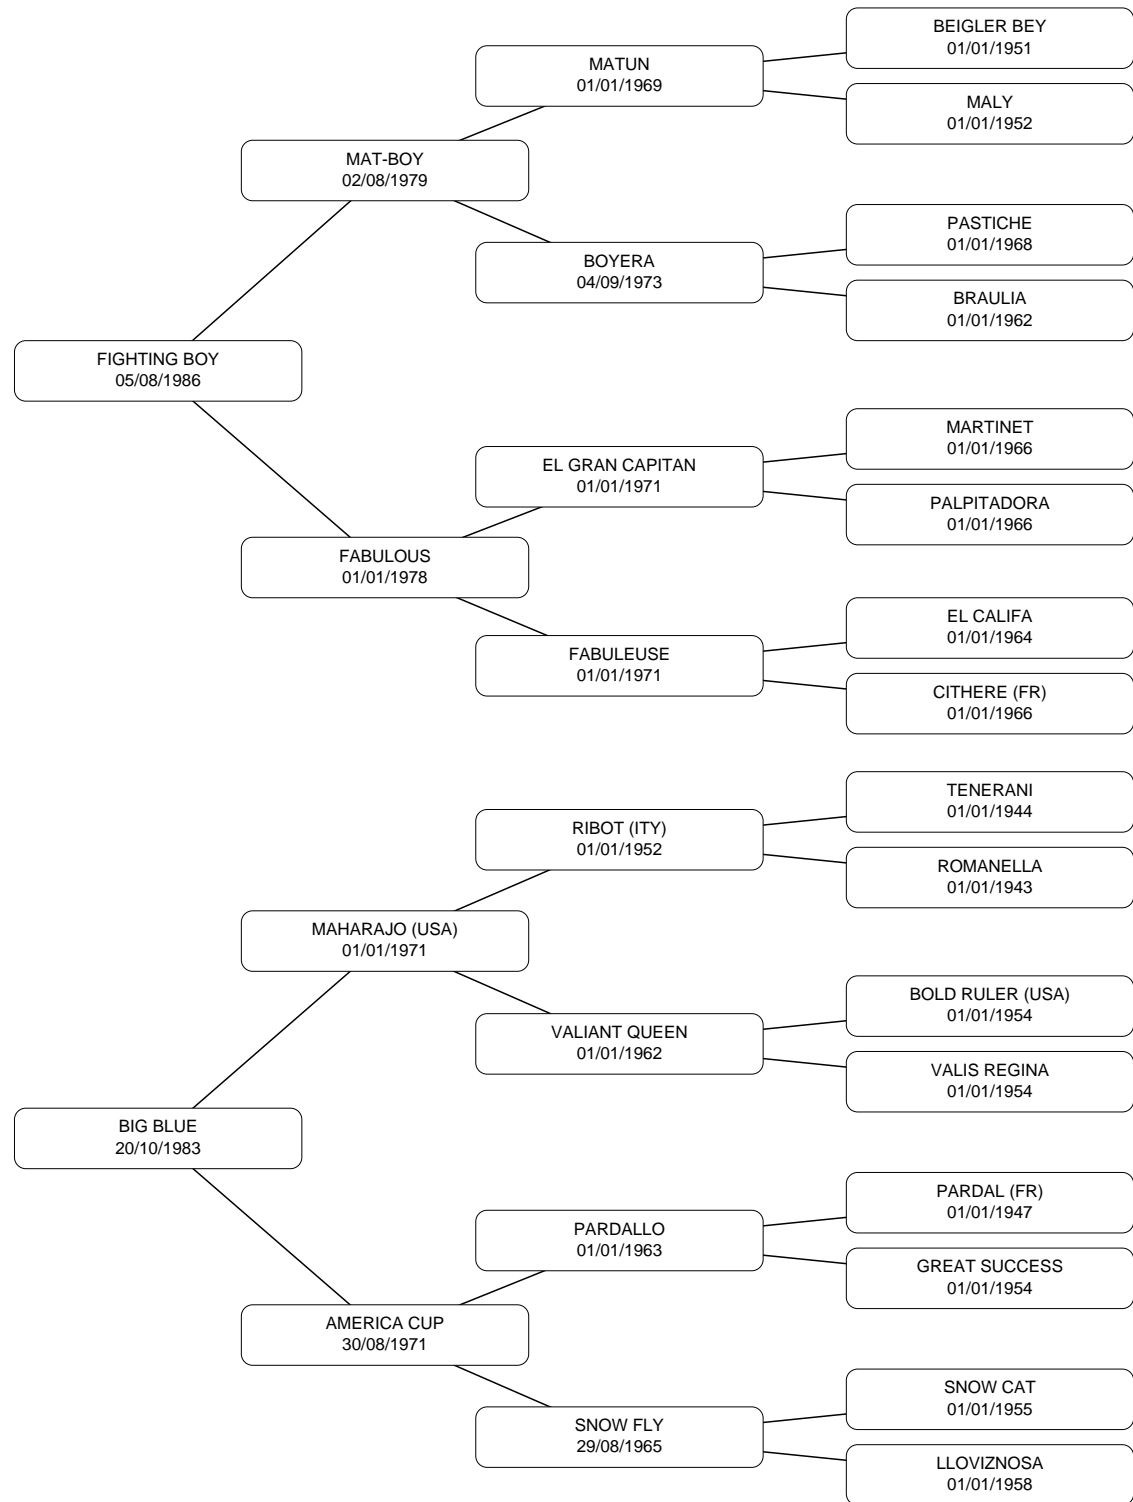 BEIGLER BEY
01/01/1951
MATUN
01/01/1969
MALY
01/01/1952
MAT-BOY
02/08/1979
PASTICHE
01/01/1968
BOYERA
04/09/1973
BRAULIA
01/01/1962
FIGHTING BOY
05/08/1986
MARTINET
01/01/1966
EL GRAN CAPITAN
01/01/1971
PALPITADORA
01/01/1966
FABULOUS
01/01/1978
EL CALIFA
01/01/1964
FABULEUSE
01/01/1971
CITHERE (FR)
01/01/1966
TENERANI
01/01/1944
RIBOT (ITY)
01/01/1952
ROMANELLA
01/01/1943
MAHARAJO (USA)
01/01/1971
BOLD RULER (USA)
01/01/1954
VALIANT QUEEN
01/01/1962
VALIS REGINA
01/01/1954
BIG BLUE
20/10/1983
PARDAL (FR)
01/01/1947
PARDALLO
01/01/1963
GREAT SUCCESS
01/01/1954
AMERICA CUP
30/08/1971
SNOW CAT
01/01/1955
SNOW FLY
29/08/1965
LLOVIZNOSA
01/01/1958